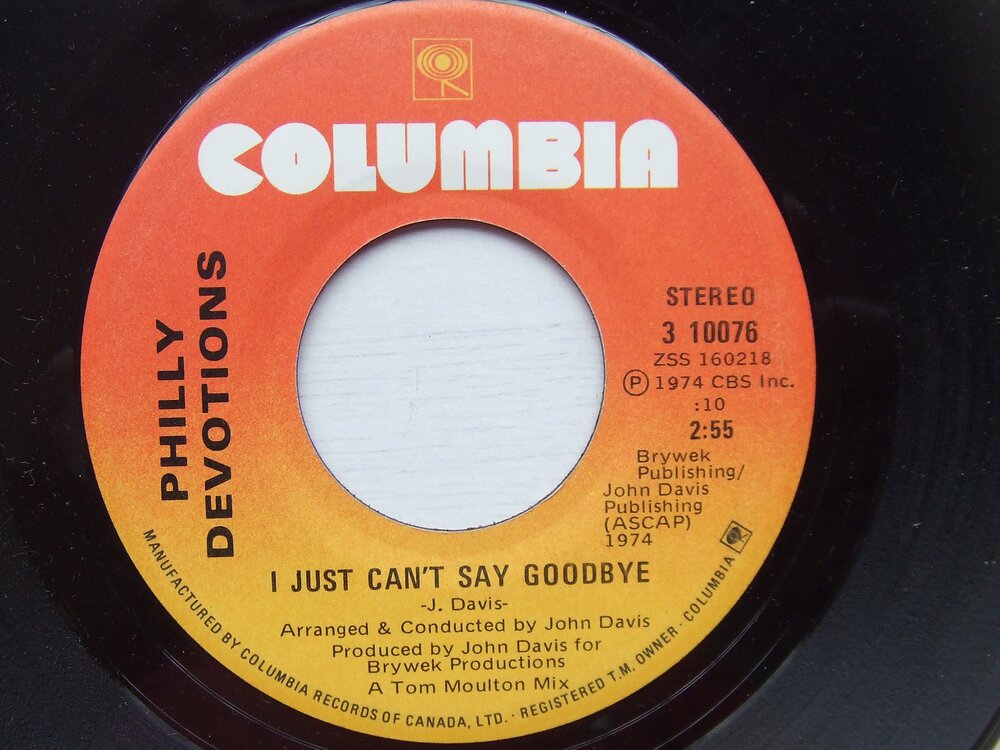 COLUMBIA
PHILLY
DEVOTIONS
STEREO
3 10076
ZSS 160218
Ⓟ 1974 CBS Inc.
:10
2:55
Brywek
Publishing/
John Davis
Publishing
(ASCAP)
1974
I JUST CAN'T SAY GOODBYE
-J. Davis-
Arranged & Conducted by John Davis
Produced by John Davis for
Brywek Productions
A Tom Moulton Mix
MANUFACTURED BY COLUMBIA RECORDS OF CANADA, LTD. · REGISTERED T.M. OWNER · COLUMBIA